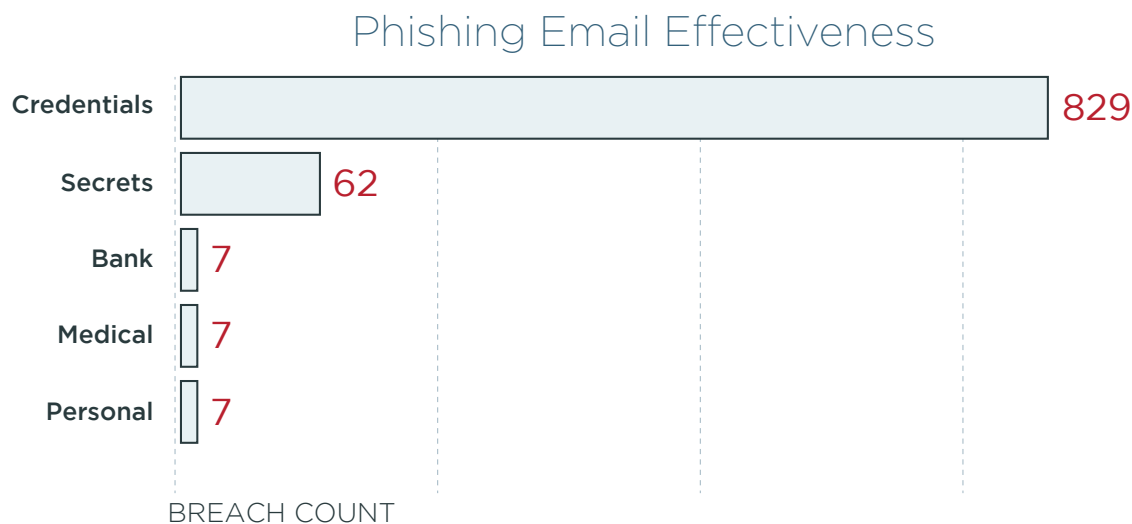 Phishing Email Effectiveness
Credentials 829
Secrets 62
Bank 7
Medical 7
Personal 7
BREACH COUNT